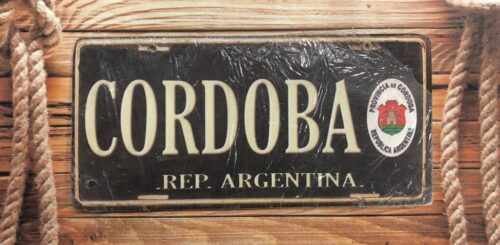 CORDOBA
PROVINCIA DE CORDOBA
REPUBLICA ARGENTINA
.REP. ARGENTINA.